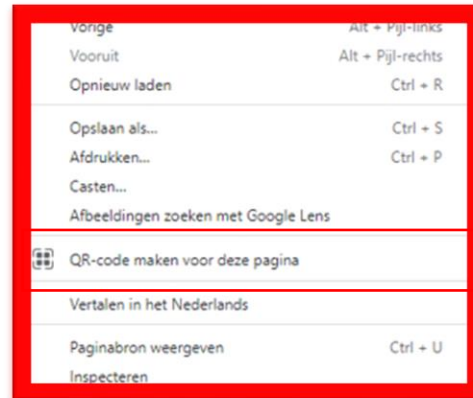 Vorige Alt + Pijl-links
Vooruit Alt + Pijl-rechts
Opnieuw laden Ctrl + R
Opslaan als... Ctrl + S
Afdrukken... Ctrl + P
Casten...
Afbeeldingen zoeken met Google Lens
QR-code maken voor deze pagina
Vertalen in het Nederlands
Paginabron weergeven Ctrl + U
Inspecteren